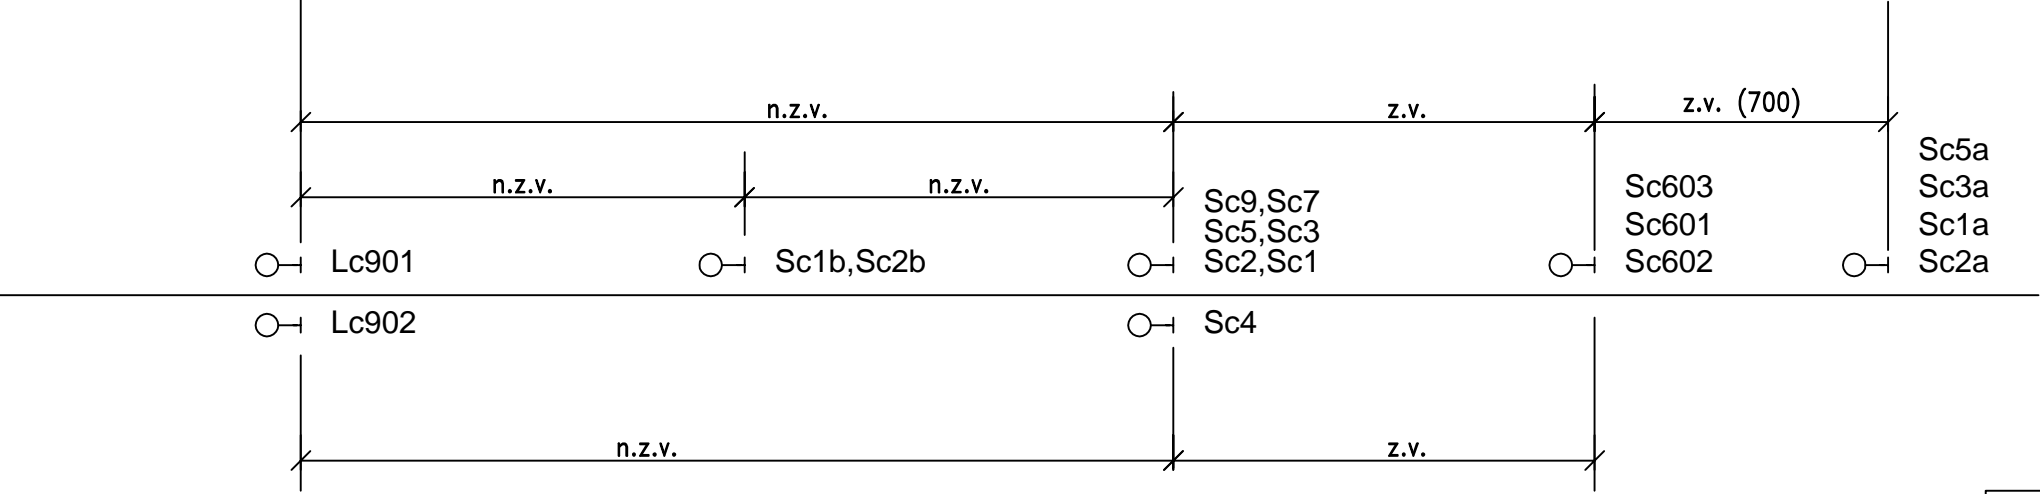 n.z.v.
z.v.
z.v. (700)
n.z.v.
n.z.v.
Sc5a
Sc3a
Sc1a
Sc2a
Sc603
Sc601
Sc602
Sc9,Sc7
Sc5,Sc3
Sc2,Sc1
Lc901
Sc1b,Sc2b
Lc902
Sc4
n.z.v.
z.v.